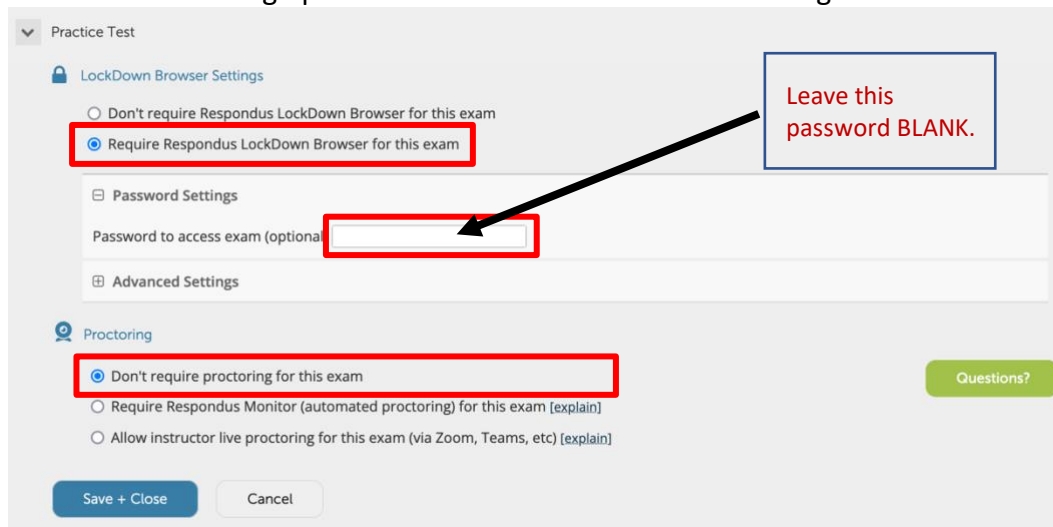 Practice Test
LockDown Browser Settings
Don't require Respondus LockDown Browser for this exam
Require Respondus LockDown Browser for this exam
Leave this
password BLANK.
Password Settings
Password to access exam (optional
Advanced Settings
Proctoring
Don't require proctoring for this exam
Questions?
Require Respondus Monitor (automated proctoring) for this exam [explain]
Allow instructor live proctoring for this exam (via Zoom, Teams, etc) [explain]
Save + Close
Cancel